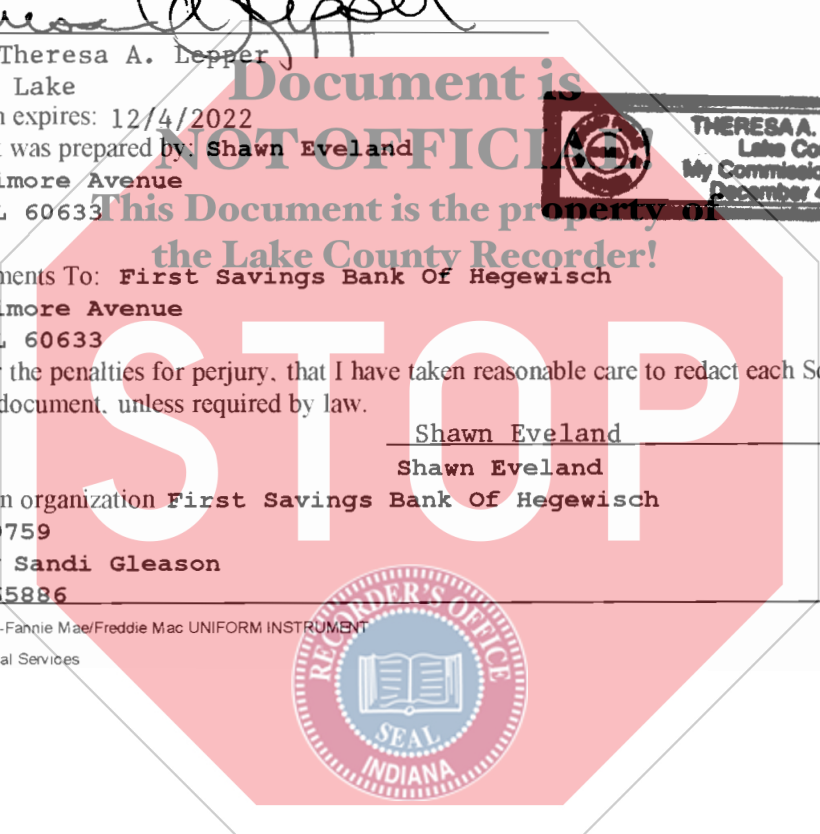 Theresa A. Lepper
Lake
expires: 12/4/2022
Document is
NOT OFFICIAL!
was prepared by: Shawn Eveland
THERESA A.
Lake Co
My Commissio
December 4
imore Avenue
L 60633
This Document is the property of
the Lake County Recorder!
ments To: First Savings Bank Of Hegewisch
imore Avenue
L 60633
the penalties for perjury, that I have taken reasonable care to redact each So
document, unless required by law.
Shawn Eveland
Shawn Eveland
STOP
n organization First Savings Bank Of Hegewisch
9759
Sandi Gleason
5886
-Fannie Mae/Freddie Mac UNIFORM INSTRUMENT
al Services
RECORDER'S OFFICE
SEAL
INDIANA